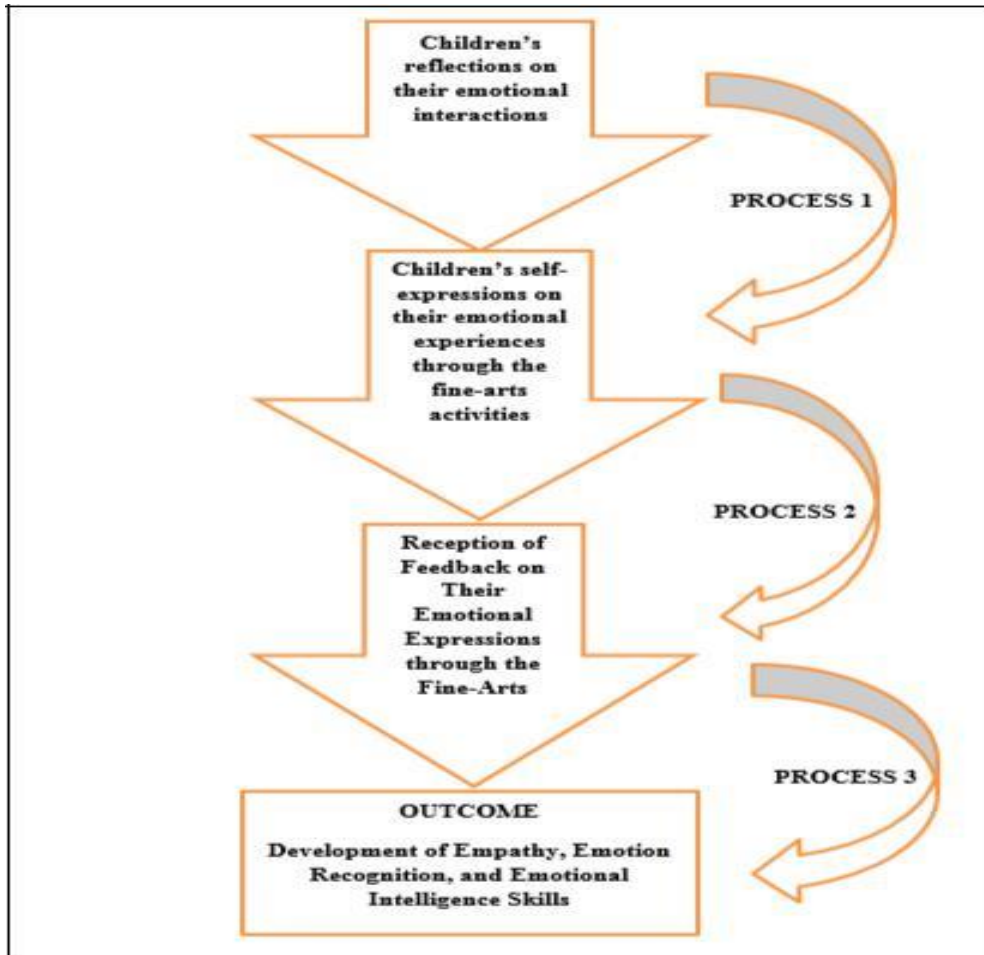 Children's
reflections on
their emotional
interactions
PROCESS 1
Children's self-
expressions on
their emotional
experiences
through the
fine-arts
activities
PROCESS 2
Reception of
Feedback on
Their
Emotional
Expressions
through the
Fine-Arts
PROCESS 3
OUTCOME
Development of Empathy, Emotion
Recognition, and Emotional
Intelligence Skills